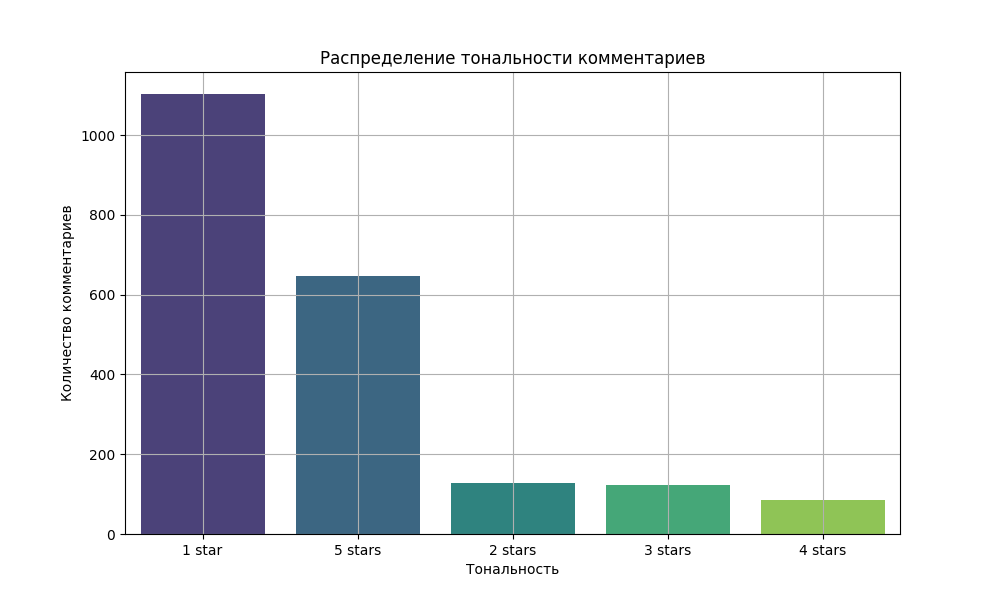 Распределение тональности комментариев
Количество комментариев
1000
800
600
400
200
0
1 star
5 stars
2 stars
3 stars
4 stars
Тональность